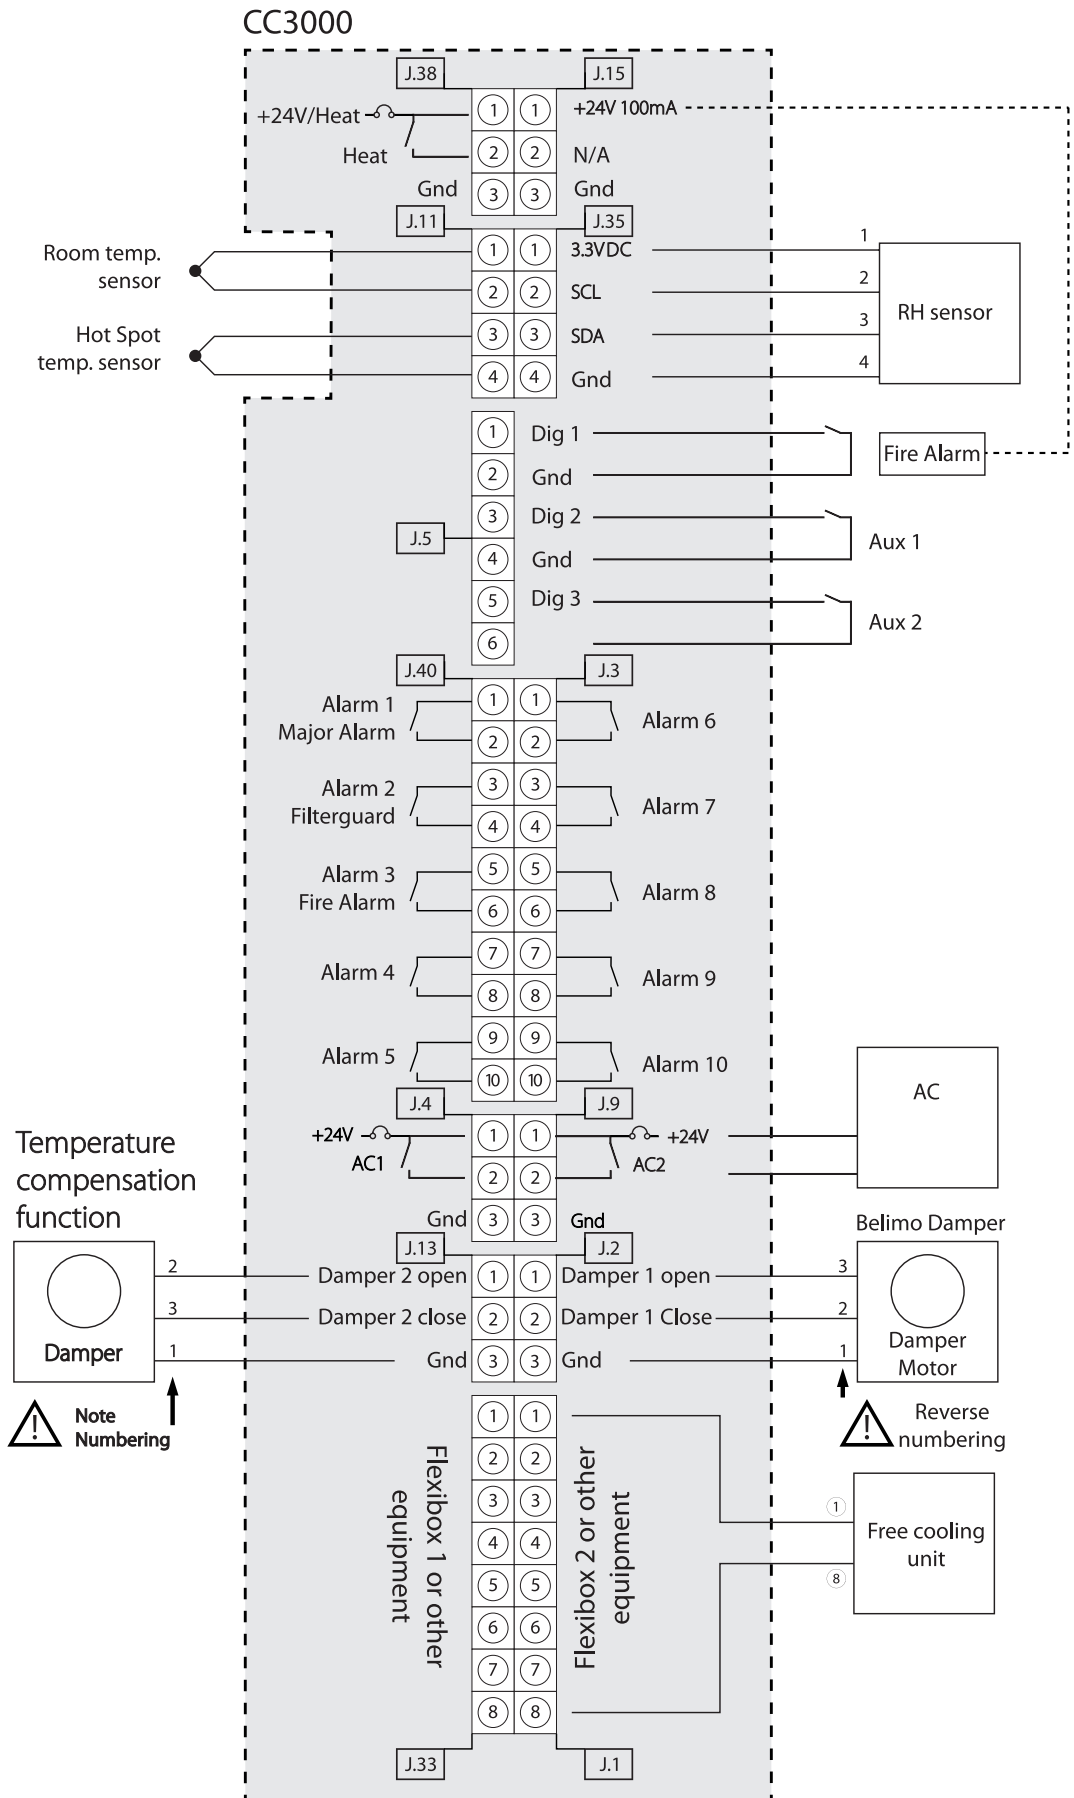 CC3000
J.38
J.15
+24V/Heat
1
1
+24V 100mA
Heat
2
2
N/A
Gnd
3
3
Gnd
J.11
J.35
Room temp.
sensor
1
1
3.3VDC
1
2
2
SCL
2
RH sensor
Hot Spot
temp. sensor
3
3
SDA
3
4
4
Gnd
4
1
Dig 1
Fire Alarm
2
Gnd
3
Dig 2
J.5
Aux 1
4
Gnd
5
Dig 3
Aux 2
6
J.40
J.3
Alarm 1
Major Alarm
1
1
Alarm 6
2
2
Alarm 2
Filterguard
3
3
Alarm 7
4
4
Alarm 3
Fire Alarm
5
5
Alarm 8
6
6
Alarm 4
7
7
Alarm 9
8
8
Alarm 5
9
9
Alarm 10
10
10
AC
J.4
J.9
+24V
1
1
+24V
AC1
2
2
AC2
Gnd
3
3
Gnd
Temperature
compensation
function
Belimo Damper
J.13
J.2
2
Damper 2 open
1
1
Damper 1 open
3
3
Damper 2 close
2
2
Damper 1 Close
2
Damper
1
Gnd
3
3
Gnd
1
Damper
Motor
Note
Numbering
Reverse
numbering
1
1
2
2
3
3
4
4
5
5
6
6
7
7
8
8
Flexibox 1 or other
equipment
Flexibox 2 or other
equipment
1
Free cooling
unit
8
J.33
J.1